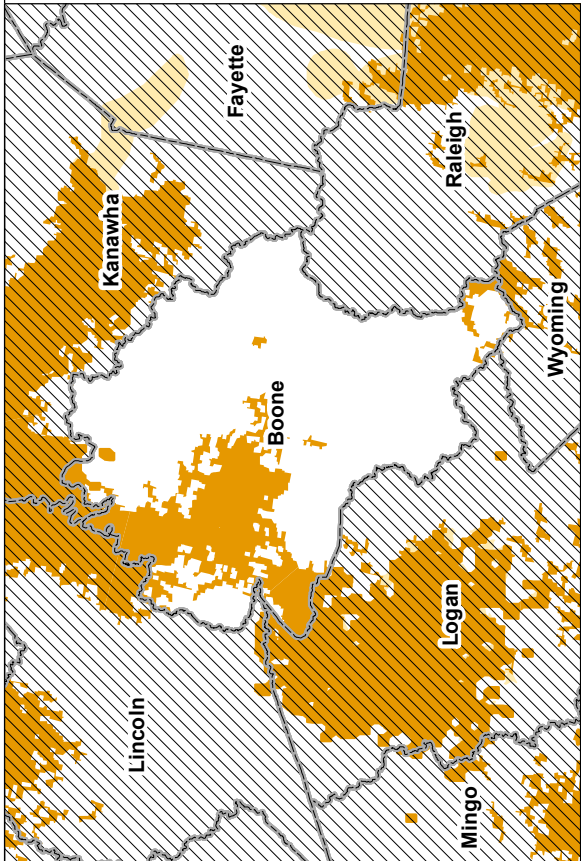 Kanawha
Fayette
Lincoln
Boone
Raleigh
Logan
Wyoming
Mingo